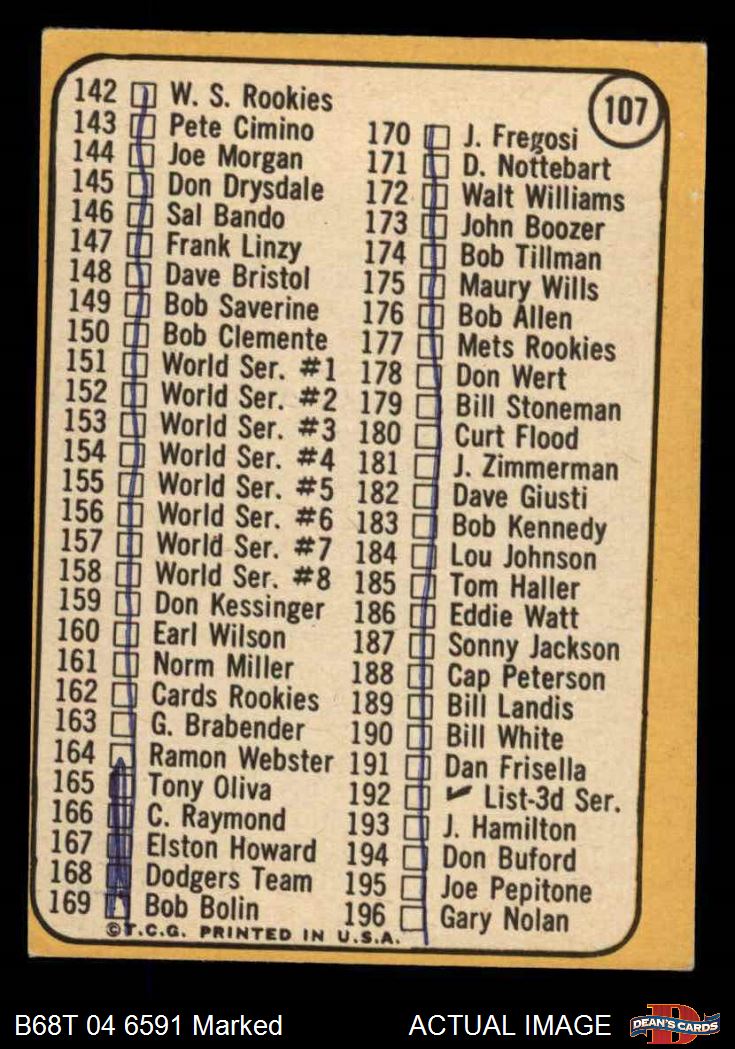 107
142 W. S. Rookies
143 Pete Cimino
144 Joe Morgan
145 Don Drysdale
146 Sal Bando
147 Frank Linzy
148 Dave Bristol
149 Bob Saverine
150 Bob Clemente
151 World Ser. #1
152 World Ser. #2
153 World Ser. #3
154 World Ser. #4
155 World Ser. #5
156 World Ser. #6
157 World Ser. #7
158 World Ser. #8
159 Don Kessinger
160 Earl Wilson
161 Norm Miller
162 Cards Rookies
163 G. Brabender
164 Ramon Webster
165 Tony Oliva
166 C. Raymond
167 Elston Howard
168 Dodgers Team
169 Bob Bolin
170 J. Fregosi
171 D. Nottebart
172 Walt Williams
173 John Boozer
174 Bob Tillman
175 Maury Wills
176 Bob Allen
177 Mets Rookies
178 Don Wert
179 Bill Stoneman
180 Curt Flood
181 J. Zimmerman
182 Dave Giusti
183 Bob Kennedy
184 Lou Johnson
185 Tom Haller
186 Eddie Watt
187 Sonny Jackson
188 Cap Peterson
189 Bill Landis
190 Bill White
191 Dan Frisella
192 ✔ List-3d Ser.
193 J. Hamilton
194 Don Buford
195 Joe Pepitone
196 Gary Nolan
©T.C.G. PRINTED IN U.S.A.
B68T 04 6591 Marked ACTUAL IMAGE
D
DEAN'S CARDS